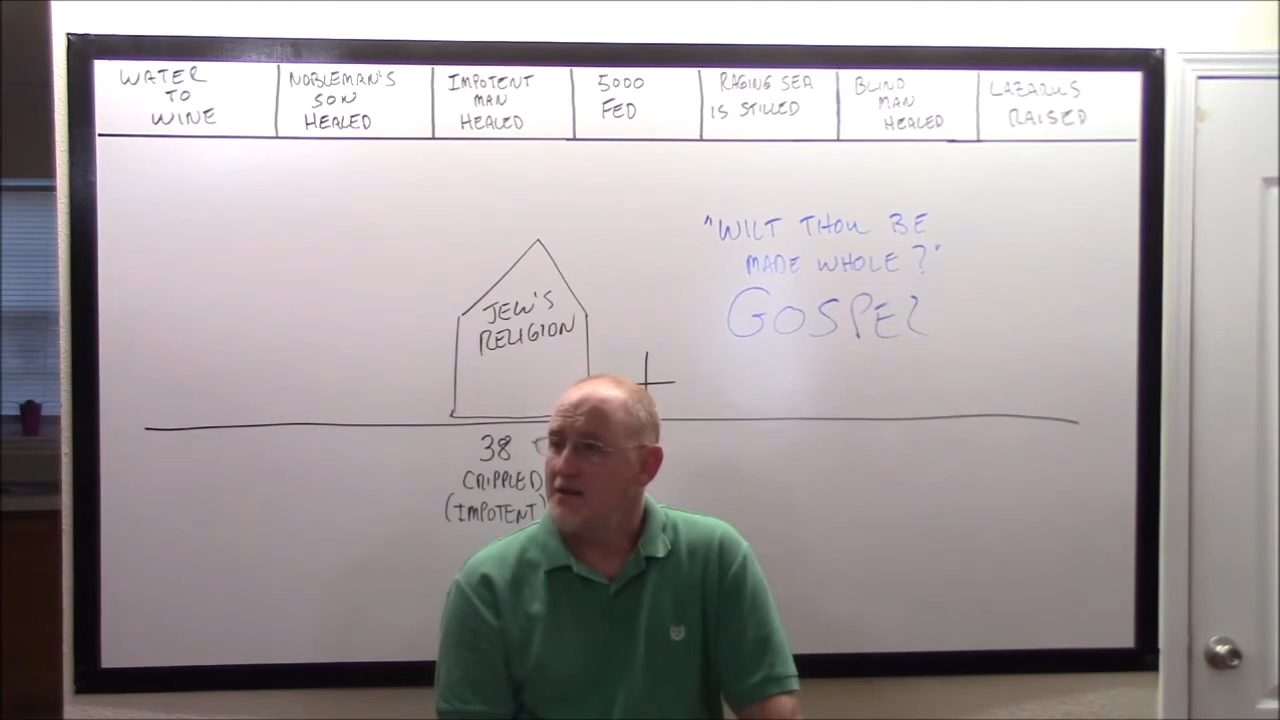 WATER
TO
WINE
NOBLEMAN'S
SON
HEALED
IMPOTENT
MAN
HEALED
5000
FED
RAGING SEA
IS STILLED
BLIND
MAN
HEALED
LAZARUS
RAISED
"WILT THOU BE
MADE WHOLE?"
GOSPEL
JEW'S
RELIGION
38
CRIPPLED
(IMPOTENT